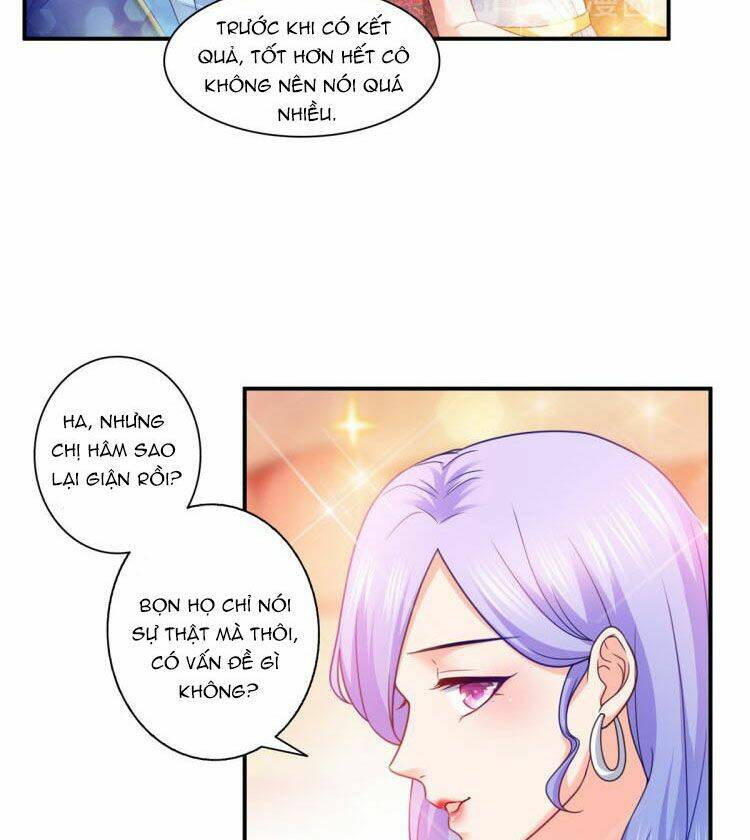 TRƯỚC KHI CÓ KẾT
QUẢ, TỐT HƠN HẾT CÔ
KHÔNG NÊN NÓI QUÁ
NHIỀU.
HA, NHƯNG
CHỊ HÂM SAO
LẠI GIẬN RỒI?
BỌN HỌ CHỈ NÓI
SỰ THẬT MÀ THÔI,
CÓ VẤN ĐỀ GÌ
KHÔNG?